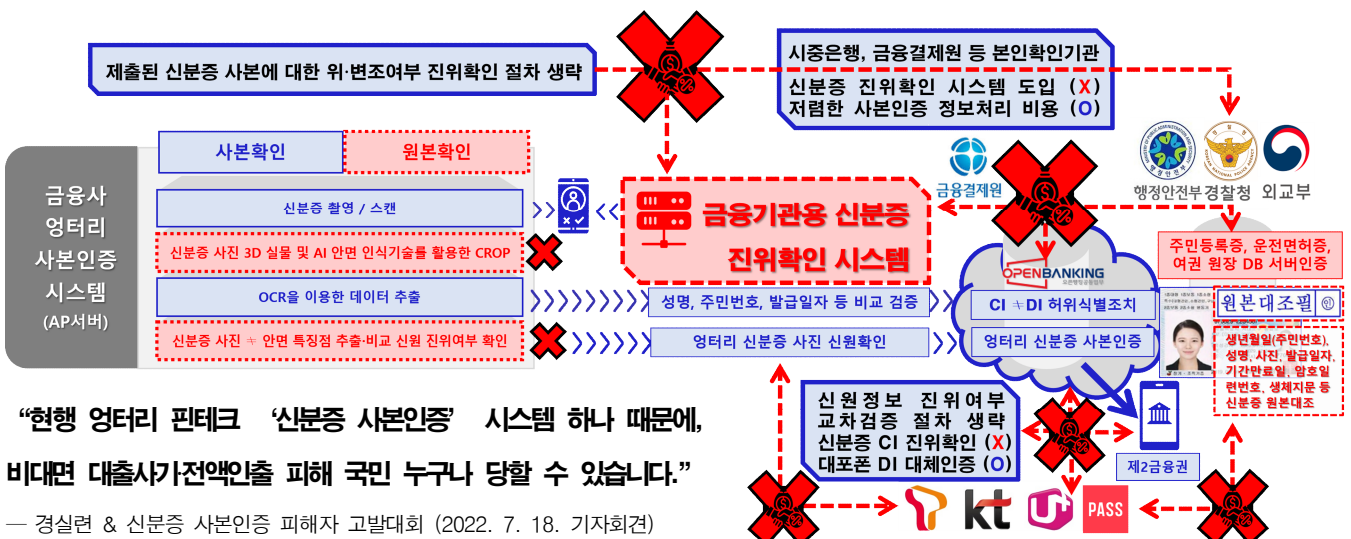 제출된 신분증 사본에 대한 위·변조여부 진위확인 절차 생략
시중은행, 금융결제원 등 본인확인기관
신분증 진위확인 시스템 도입 (X)
저렴한 사본인증 정보처리 비용 (O)
금융사
엉터리
사본인증
시스템
(AP서버)
사본확인
원본확인
신분증 촬영 / 스캔
신분증 사진 3D 실물 및 AI 안면 인식기술를 활용한 CROP
OCR을 이용한 데이터 추출
신분증 사진 ≒ 안면 특징점 추출·비교 신원 진위여부 확인
금융기관용 신분증
진위확인 시스템
성명, 주민번호, 발급일자 등 비교 검증
엉터리 신분증 사진 신원확인
금융결제원
OPENBANKING
CI ≒DI 허위식별조치
엉터리 신분증 사본인증
행정안전부
경찰청
외교부
주민등록증, 운전면허증,
여권 원장 DB 서버인증
원본대조필 ㊞
생년월일(주민번호),
성명, 사진, 발급일자,
기간만료일, 암호일
련번호, 생체지문 등
신분증 원본대조
신원정보 진위여부
교차검증 절차 생략
신분증 CI 진위확인 (X)
대포폰 DI 대체인증 (O)
제2금융권
kt
U+
PASS
“현행 엉터리 핀테크 ‘신분증 사본인증’ 시스템 하나 때문에,
비대면 대출사기·전액인출 피해 국민 누구나 당할 수 있습니다.”
― 경실련 & 신분증 사본인증 피해자 고발대회 (2022. 7. 18. 기자회견)